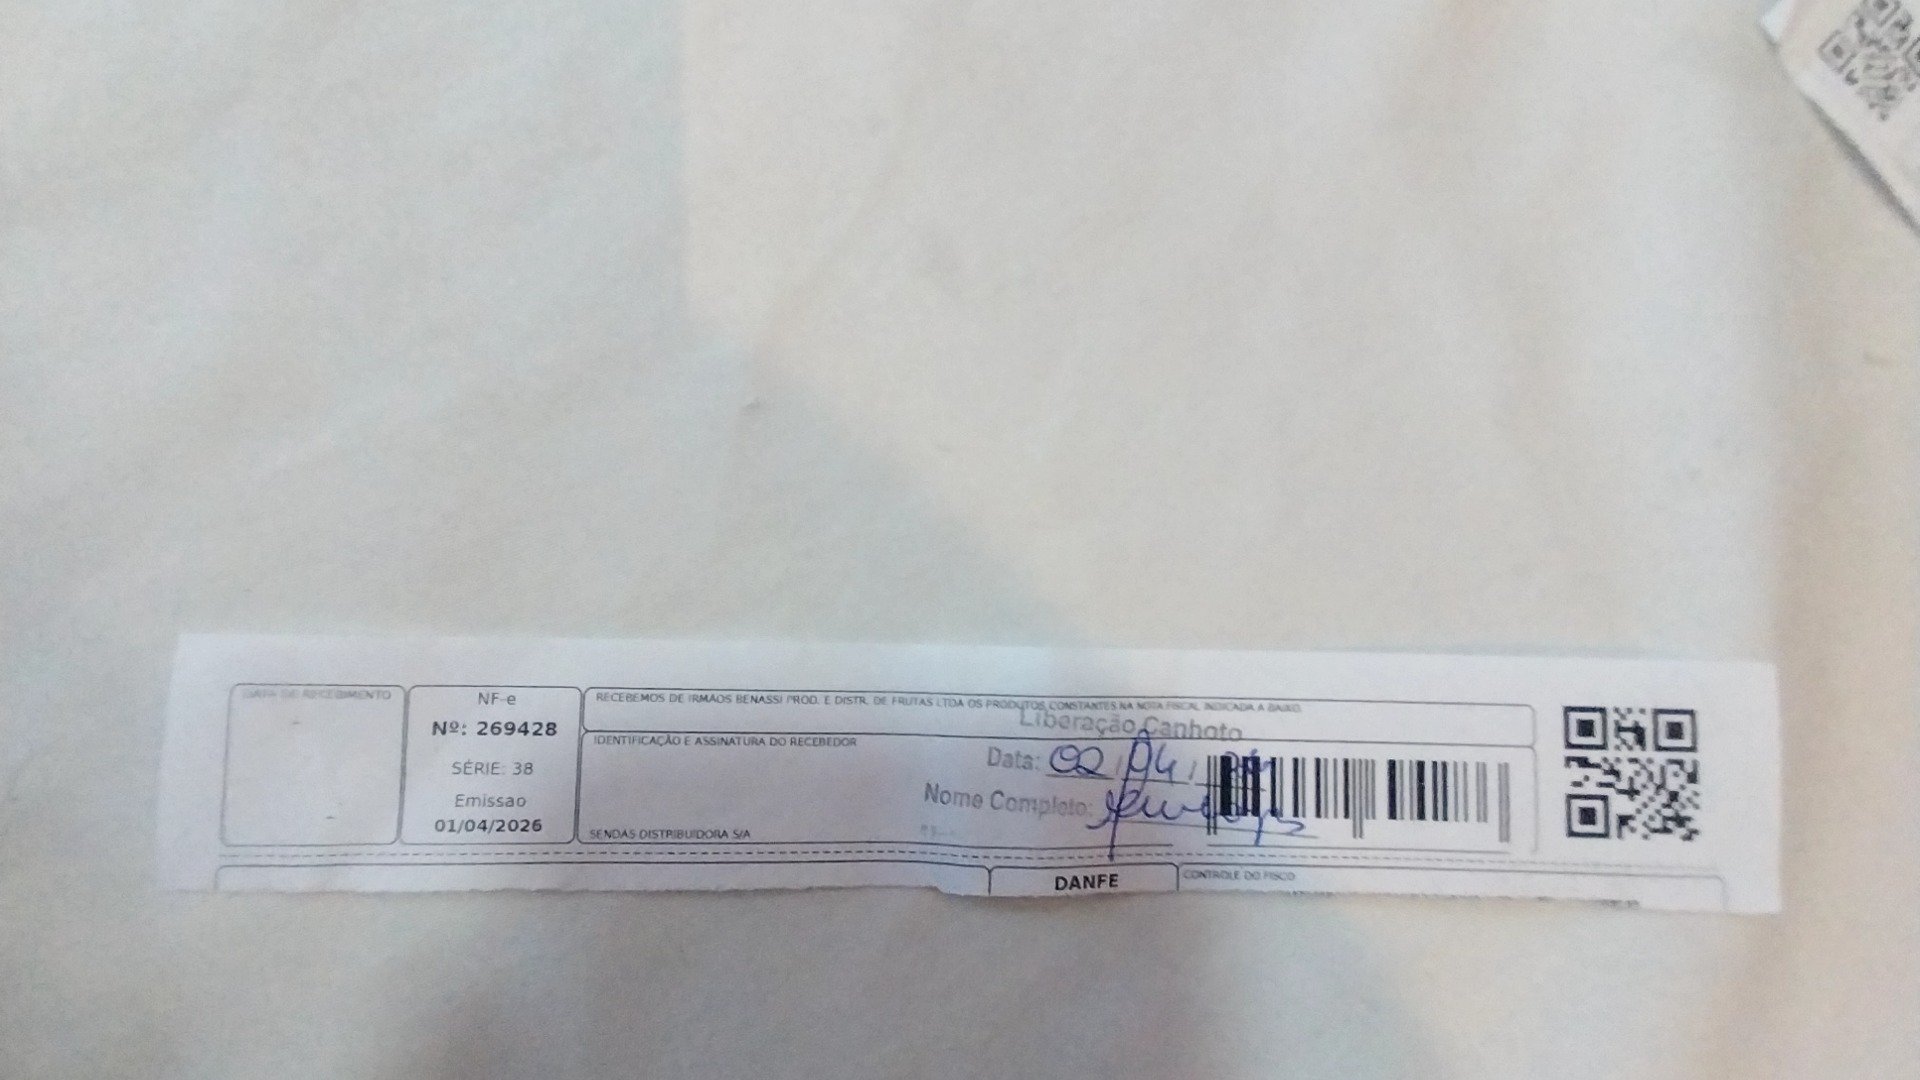 DATA DE RECEBIMENTO
NF-e
Nº: 269428
SÉRIE: 38
Emissao
01/04/2026
RECEBEMOS DE IRMÃOS BENASSI PROD. E DISTR. DE FRUTAS LTDA OS PRODUTOS CONSTANTES NA NOTA FISCAL INDICADA A BAIXO
IDENTIFICAÇÃO E ASSINATURA DO RECEBEDOR
Liberação Canhoto
Data: 02/04/
Nome Completo:
SENDAS DISTRIBUIDORA S/A
DANFE
CONTROLE DO FISCO